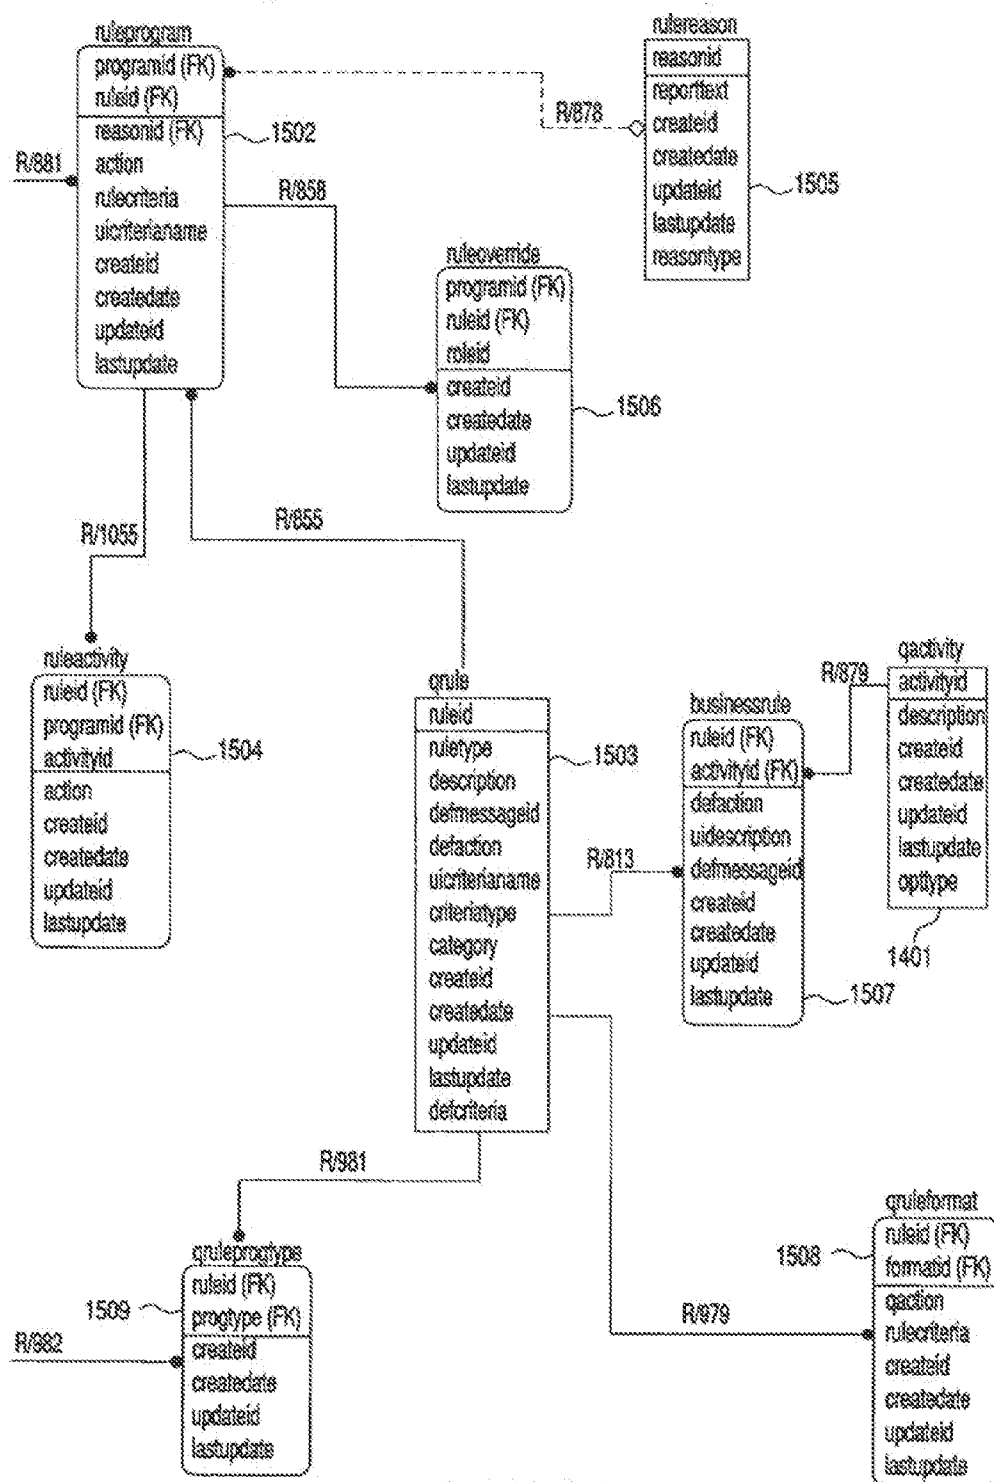 ruleprogram
programid (FK)
ruleid (FK)
reasonid (FK)
action
rulecriteria
uicriterianame
createid
createdate
updateid
lastupdate
1502
R/881
R/878
rulereason
reasonid
reporttext
createid
createdate
updateid
lastupdate
reasontype
1505
R/858
ruleoverride
programid (FK)
ruleid (FK)
roleid
createid
createdate
updateid
lastupdate
1506
R/1055
R/855
ruleactivity
ruleid (FK)
programid (FK)
activityid
action
createid
createdate
updateid
lastupdate
1504
qrule
ruleid
ruletype
description
defmessageid
defaction
uicriterianame
criteriatype
category
createid
createdate
updateid
lastupdate
defcriteria
1503
R/813
businessrule
ruleid (FK)
activityid (FK)
defaction
uidescription
defmessageid
createid
createdate
updateid
lastupdate
1507
R/879
qactivity
activityid
description
createid
createdate
updateid
lastupdate
opttype
1401
R/981
qruleprogtype
ruleid (FK)
progtype (FK)
createid
createdate
updateid
lastupdate
1509
R/982
R/979
qruleformat
ruleid (FK)
formatid (FK)
qaction
rulecriteria
createid
createdate
updateid
lastupdate
1508